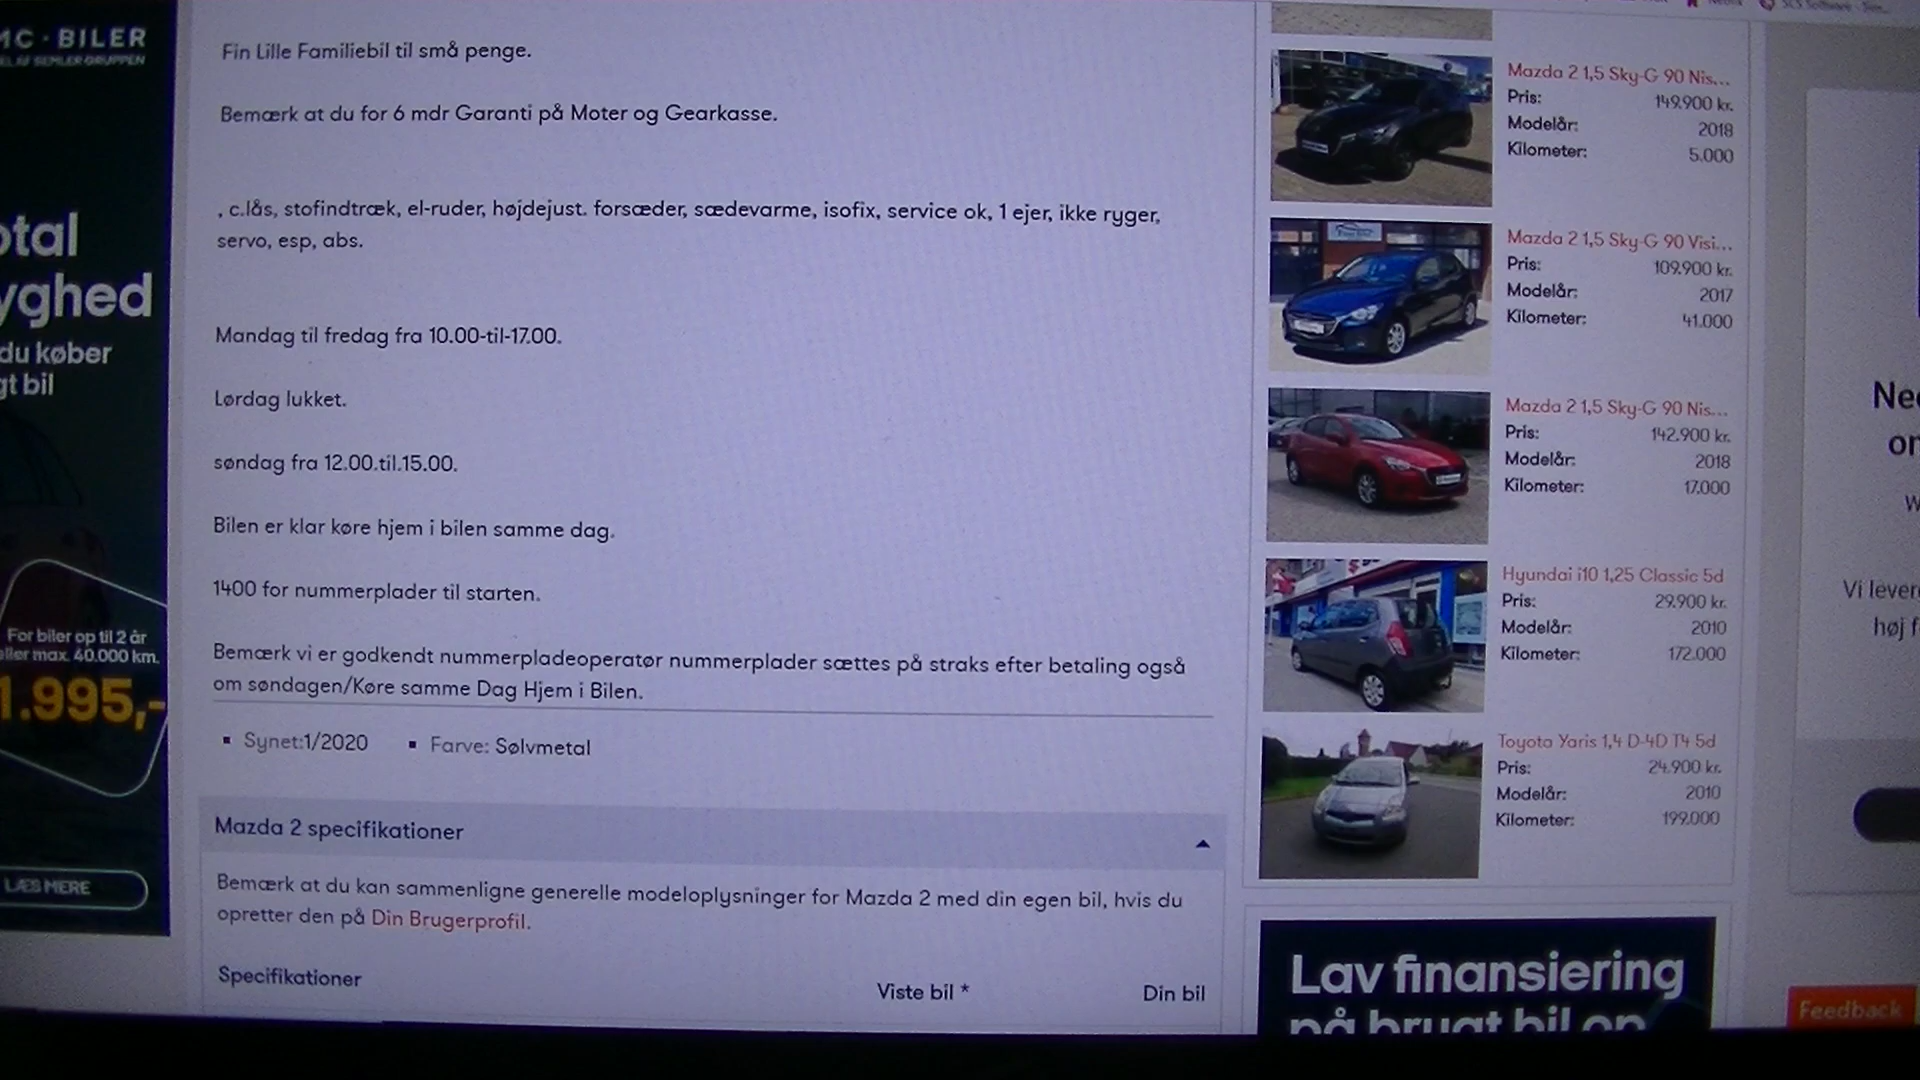 MC · BILER
DEL AF SEMLER GRUPPEN
du køber
bil
For biler op til 2 år
eller max. 40.000 km.
1.995,-
LÆS MERE
Fin Lille Familiebil til små penge.
Bemærk at du for 6 mdr Garanti på Moter og Gearkasse.
, c.lås, stofindtræk, el-ruder, højdejust. forsæder, sædevarme, isofix, service ok, 1 ejer, ikke ryger,
servo, esp, abs.
Mandag til fredag fra 10.00-til-17.00.
Lørdag lukket.
søndag fra 12.00.til.15.00.
Bilen er klar køre hjem i bilen samme dag.
1400 for nummerplader til starten.
Bemærk vi er godkendt nummerpladeoperatør nummerplader sættes på straks efter betaling også
om søndagen/Køre samme Dag Hjem i Bilen.
▪ Synet:1/2020 ▪ Farve: Sølvmetal
Mazda 2 specifikationer
Bemærk at du kan sammenligne generelle modeloplysninger for Mazda 2 med din egen bil, hvis du
opretter den på Din Brugerprofil.
Specifikationer Viste bil * Din bil
Mazda 2 1,5 Sky-G 90 Nis...
Pris: 149.900 kr.
Modelår: 2018
Kilometer: 5.000
Mazda 2 1,5 Sky-G 90 Visi...
Pris: 109.900 kr.
Modelår: 2017
Kilometer: 41.000
Mazda 2 1,5 Sky-G 90 Nis...
Pris: 142.900 kr.
Modelår: 2018
Kilometer: 17.000
Hyundai i10 1,25 Classic 5d
Pris: 29.900 kr.
Modelår: 2010
Kilometer: 172.000
Toyota Yaris 1,4 D-4D T4 5d
Pris: 24.900 kr.
Modelår: 2010
Kilometer: 199.000
Lav finansiering
på brugt bil on
Vi lever
høj f
Feedback